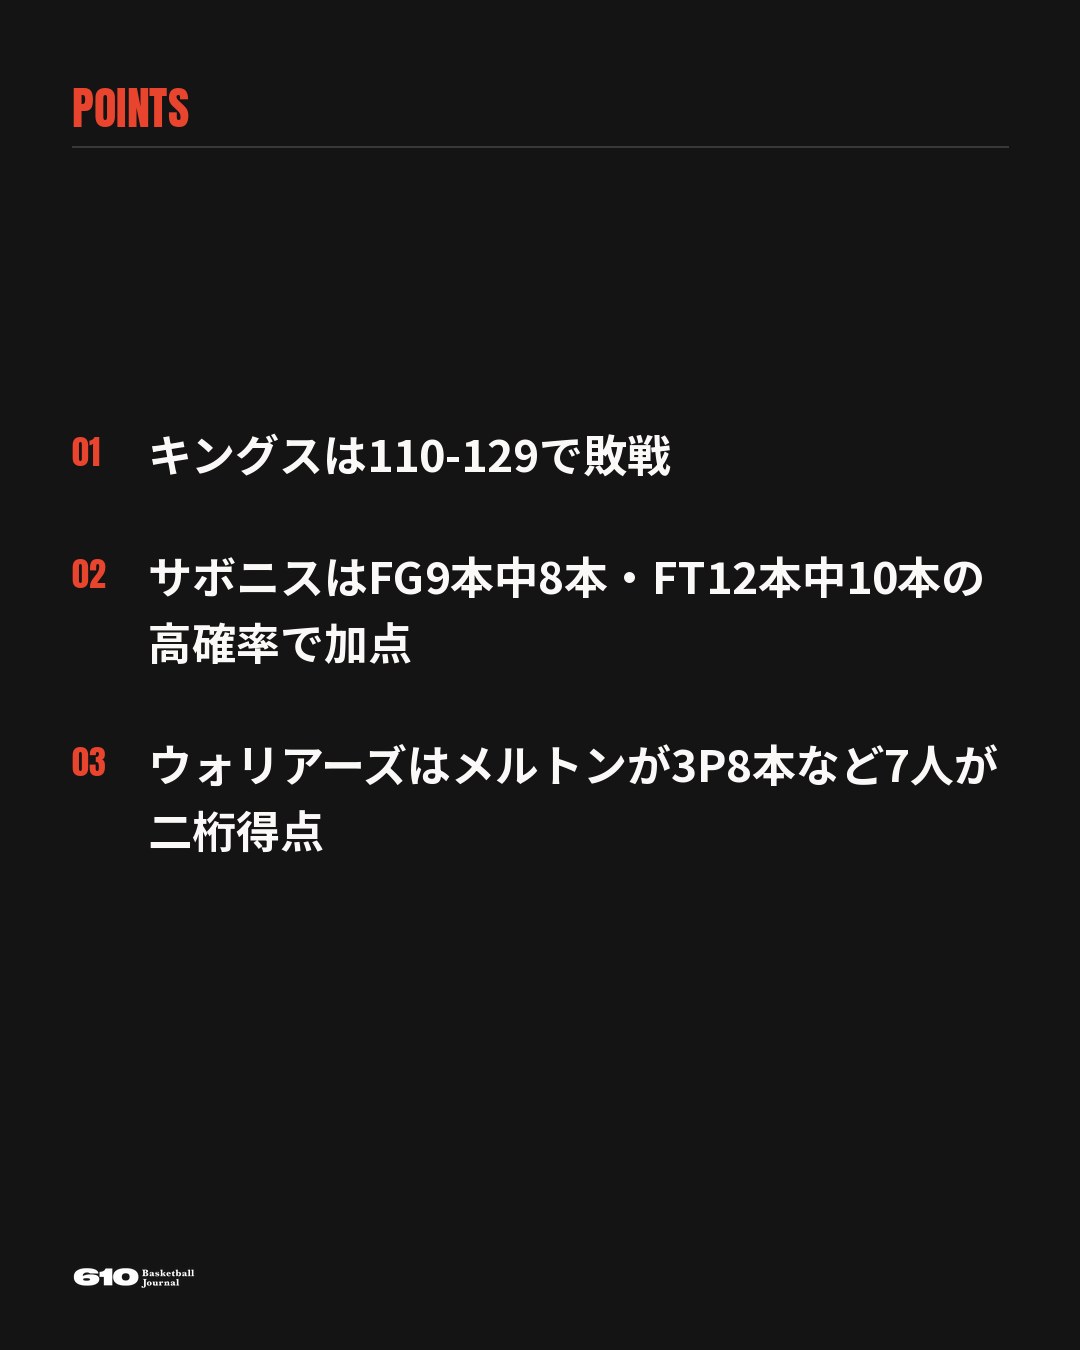 POINTS
01 キングスは110-129で敗戦
02 サボニスはFG9本中8本・FT12本中10本の
高確率で加点
03 ウォリアーズはメルトンが3P8本など7人が
二桁得点
610 Basketball
Journal